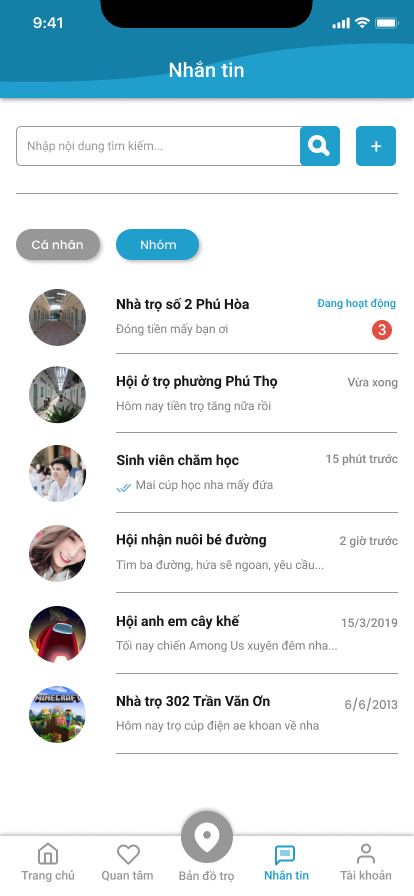 9:41
Nhắn tin
Nhập nội dung tìm kiếm...
+
Cá nhân
Nhóm
Nhà trọ số 2 Phú Hòa
Đang hoạt động
Đóng tiền mấy bạn ơi
3
Hội ở trọ phường Phú Thọ
Vừa xong
Hôm nay tiền trọ tăng nữa rồi
Sinh viên chăm học
15 phút trước
Mai cúp học nha mấy đứa
Hội nhận nuôi bé đường
2 giờ trước
Tìm ba đường, hứa sẽ ngoan, yêu cầu...
Hội anh em cây khế
15/3/2019
Tối nay chiến Among Us xuyên đêm nha...
MINECRAFT
Nhà trọ 302 Trần Văn Ơn
6/6/2013
Hôm nay trọ cúp điện ae khoan về nha
Trang chủ
Quan tâm
Bản đồ trọ
Nhắn tin
Tài khoản